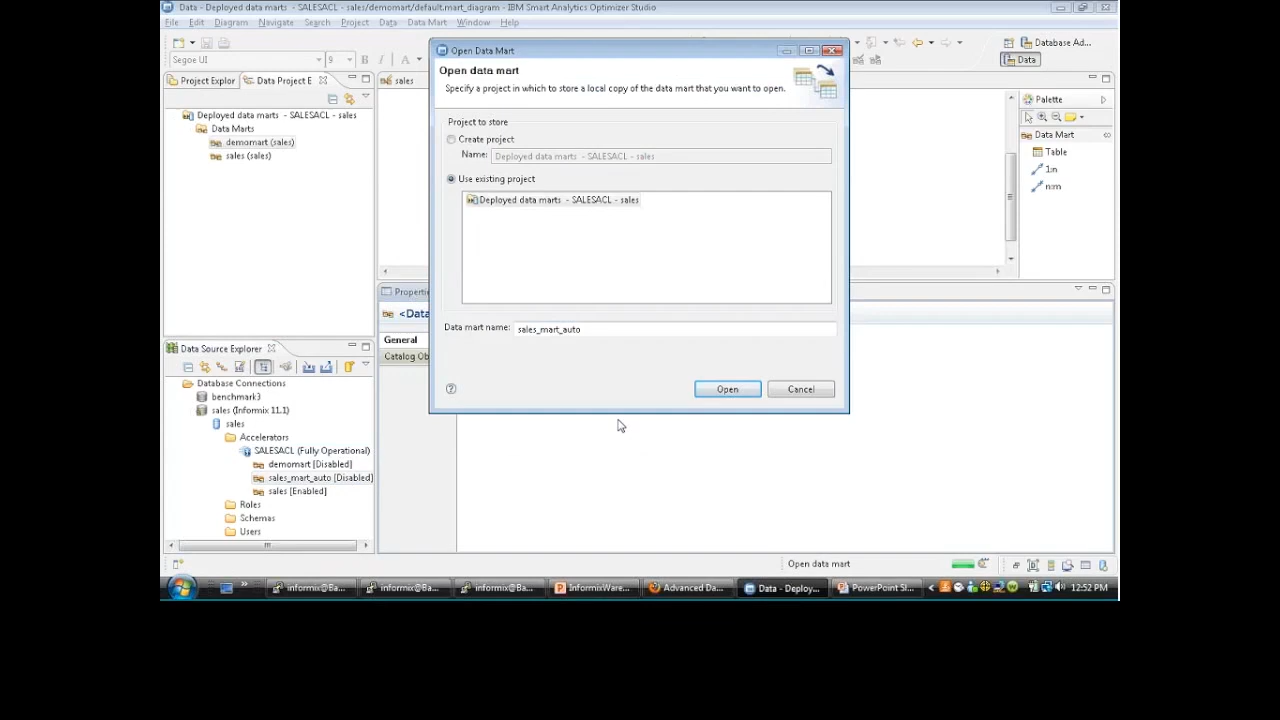 Data - Deployed data marts - SALESACL - sales/demomart/default.mart_diagram - IBM Smart Analytics Optimizer Studio
File Edit Diagram Navigate Search Project Data Data Mart Window Help
Segoe UI 9 B I A
Database Ad...
Data
Project Explor Data Project E
Deployed data marts - SALESACL - sales
Data Marts
demomart (sales)
sales (sales)
sales
Open Data Mart
Open data mart
Specify a project in which to store a local copy of the data mart that you want to open.
Project to store
Create project
Name: Deployed data marts - SALESACL - sales
Use existing project
Deployed data marts - SALESACL - sales
Data mart name: sales_mart_auto
Open Cancel
Palette
Data Mart
Table
1:n
n:m
Properti
<Data
General
Catalog Ob
Data Source Explorer
Database Connections
benchmark3
sales (Informix 11.1)
sales
Accelerators
SALESACL (Fully Operational)
demomart [Disabled]
sales_mart_auto [Disabled]
sales [Enabled]
Roles
Schemas
Users
Open data mart
informix@Ba... informix@Ba... informix@Ba... InformixWare... Advanced Da... Data - Deploy... PowerPoint Sl... 12:52 PM